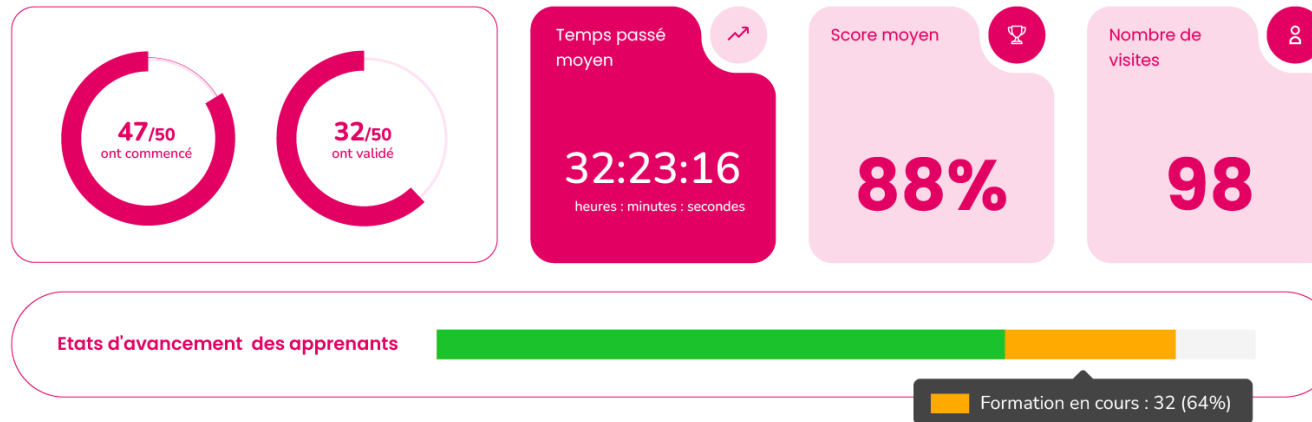 47/50
ont commencé
32/50
ont validé
Temps passé
moyen
32:23:16
heures : minutes : secondes
Score moyen
88%
Nombre de
visites
98
Etats d'avancement des apprenants
Formation en cours : 32 (64%)